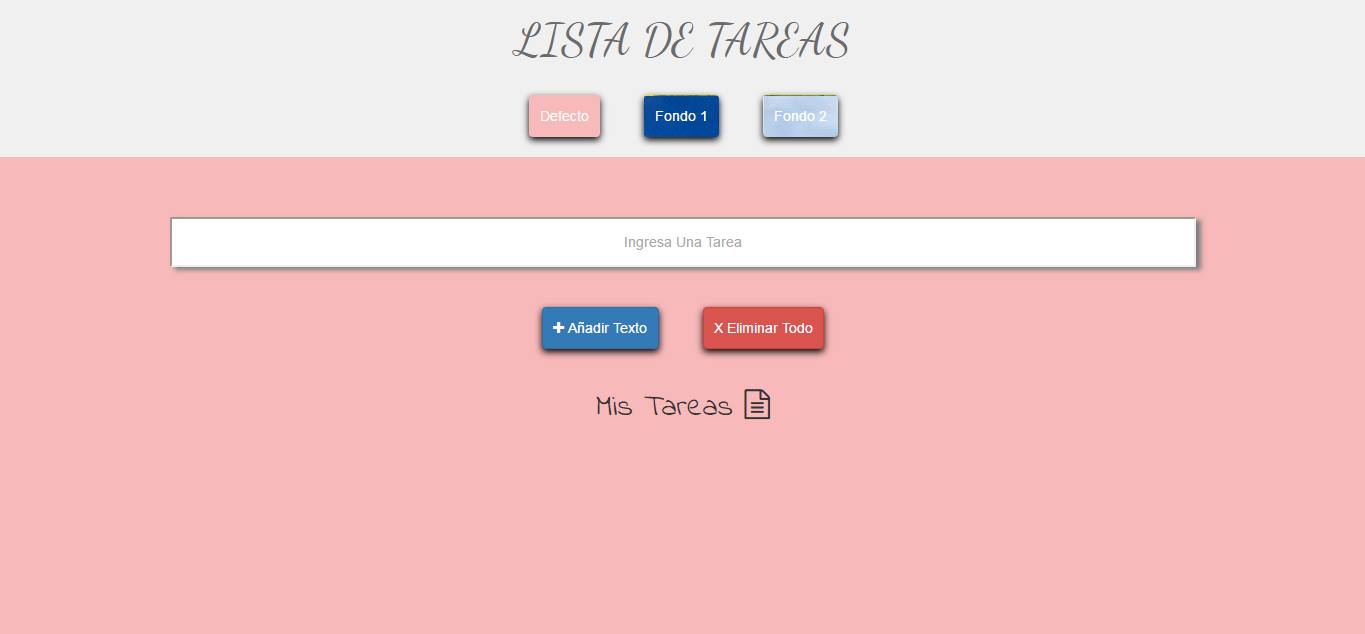 LISTA DE TAREAS
Defecto Fondo 1 Fondo 2
Ingresa Una Tarea
Añadir Texto X Eliminar Todo
Mis Tareas